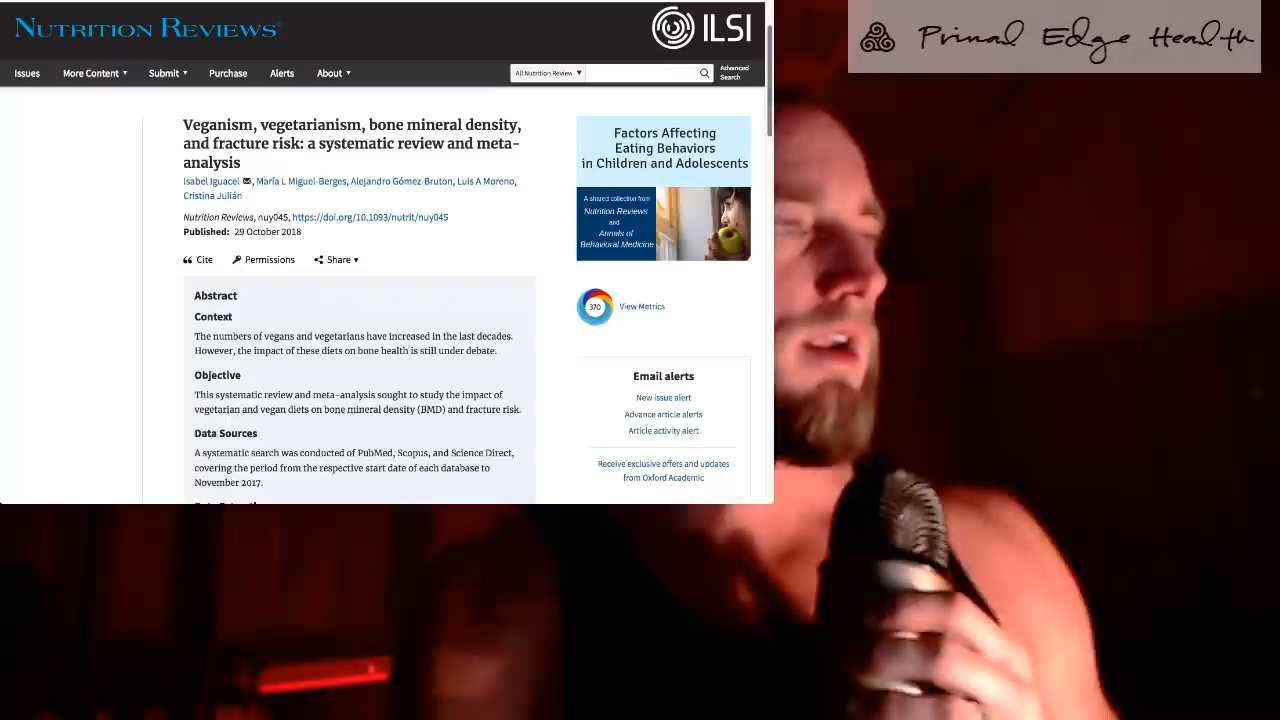 NUTRITION REVIEWS®
ILSI
Primal Edge Health
Issues
More Content ▾
Submit ▾
Purchase
Alerts
About ▾
All Nutrition Review ▾
Advanced
Search
Veganism, vegetarianism, bone mineral density,
and fracture risk: a systematic review and meta-
analysis
Isabel Iguacel, María L Miguel-Berges, Alejandro Gómez-Bruton, Luis A Moreno,
Cristina Julián
Nutrition Reviews, nuy045, https://doi.org/10.1093/nutrit/nuy045
Published: 29 October 2018
Cite
Permissions
Share ▾
Abstract
Context
The numbers of vegans and vegetarians have increased in the last decades.
However, the impact of these diets on bone health is still under debate.
Objective
This systematic review and meta-analysis sought to study the impact of
vegetarian and vegan diets on bone mineral density (BMD) and fracture risk.
Data Sources
A systematic search was conducted of PubMed, Scopus, and Science Direct,
covering the period from the respective start date of each database to
November 2017.
Factors Affecting
Eating Behaviors
in Children and Adolescents
A shared collection from
Nutrition Reviews
and
Annals of
Behavioral Medicine
370
View Metrics
Email alerts
New issue alert
Advance article alerts
Article activity alert
Receive exclusive offers and updates
from Oxford Academic